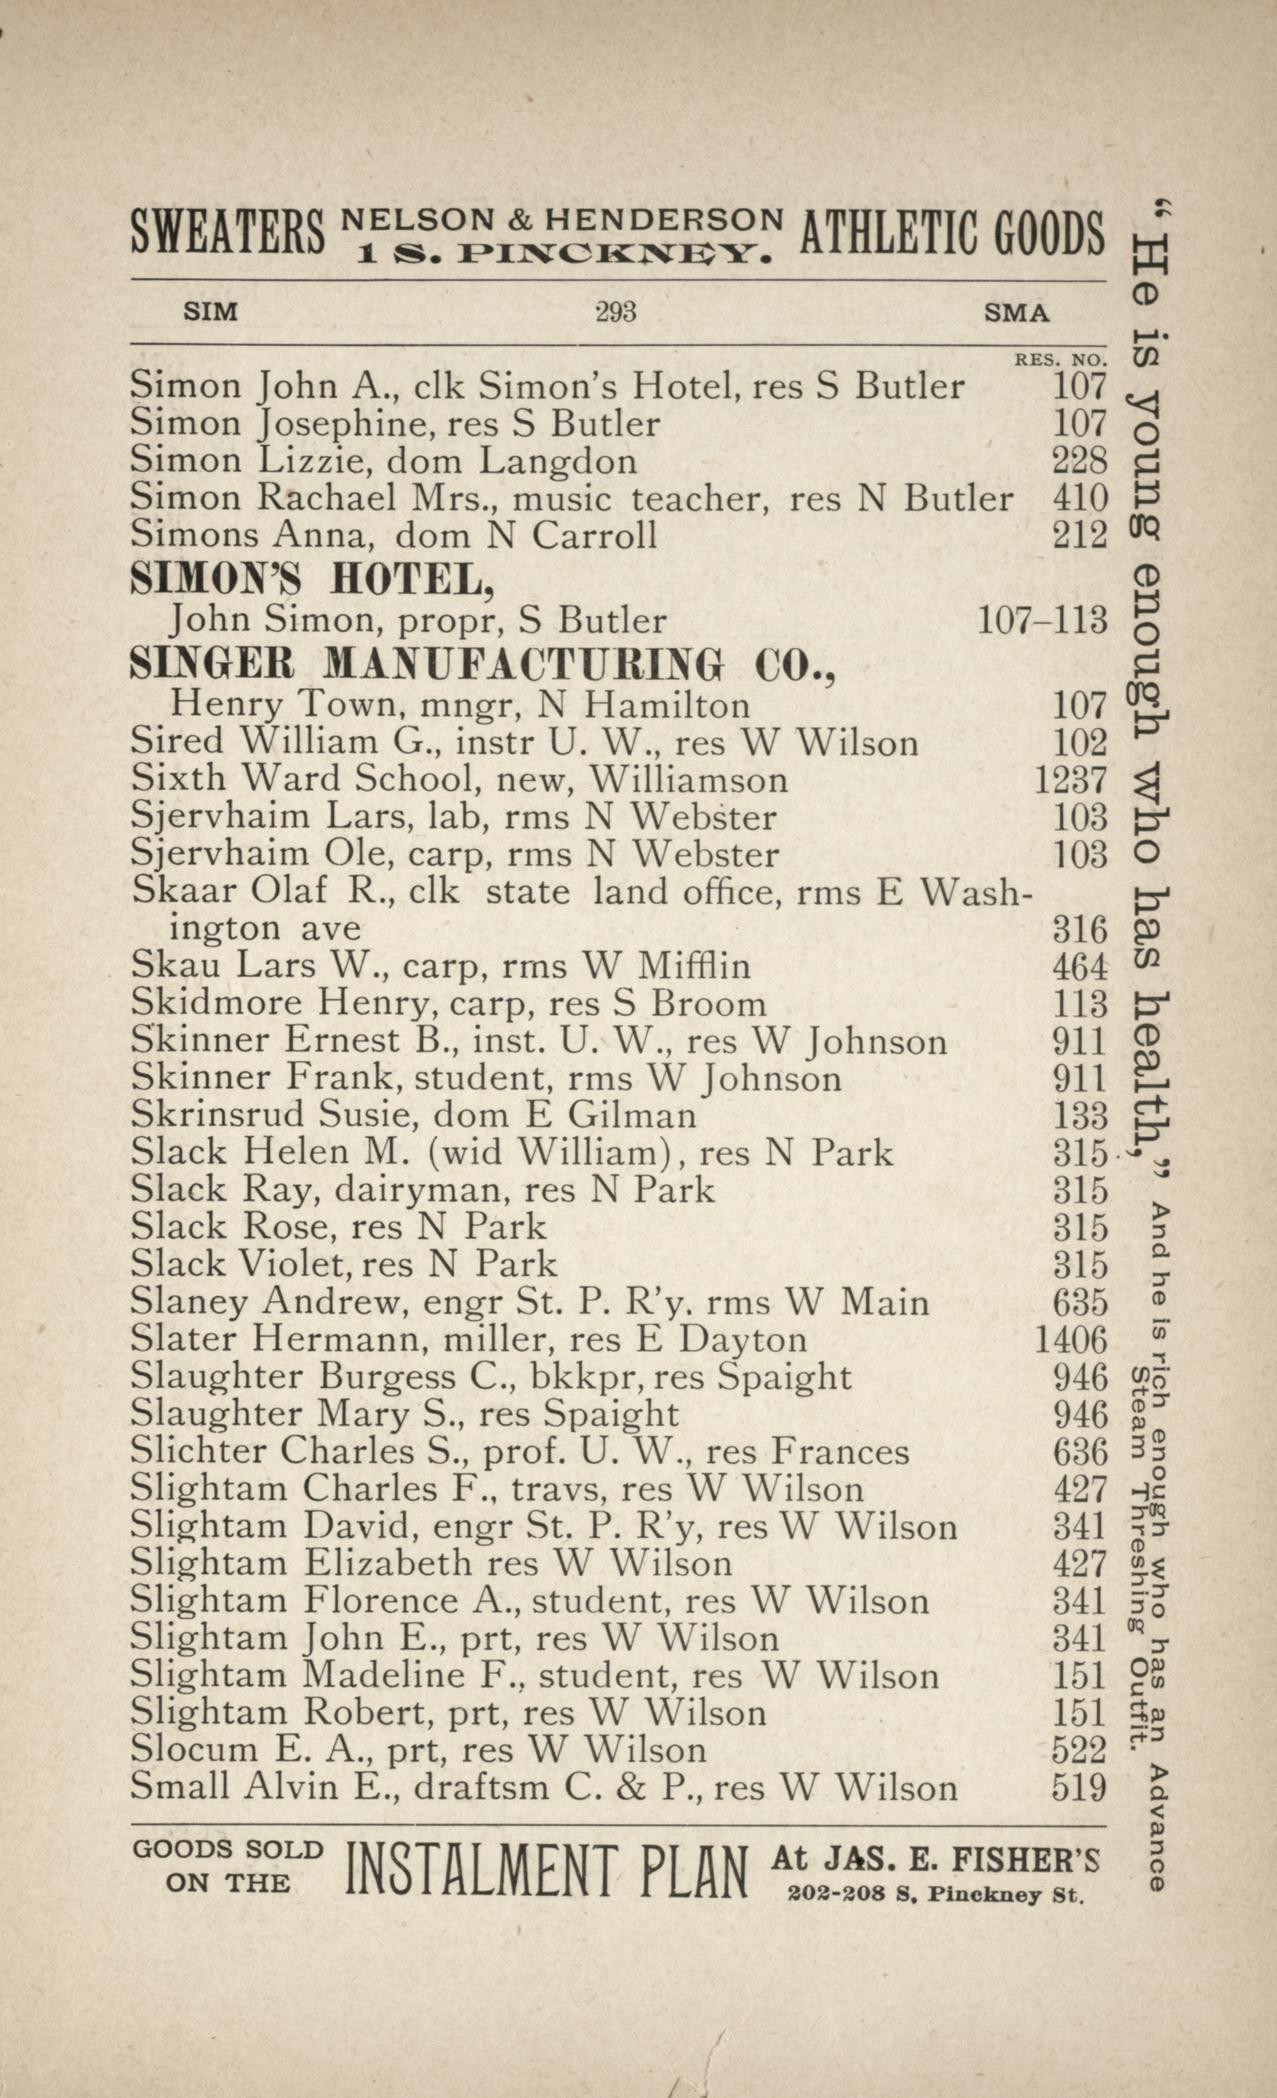 SWEATERS NELSON & HENDERSON ATHLETIC GOODS
1 S. PINCKNEY.
SIM 293 SMA
RES. NO.
Simon John A., clk Simon's Hotel, res S Butler 107
Simon Josephine, res S Butler 107
Simon Lizzie, dom Langdon 228
Simon Rachael Mrs., music teacher, res N Butler 410
Simons Anna, dom N Carroll 212
SIMON'S HOTEL,
John Simon, propr, S Butler 107–113
SINGER MANUFACTURING CO.,
Henry Town, mngr, N Hamilton 107
Sired William G., instr U. W., res W Wilson 102
Sixth Ward School, new, Williamson 1237
Sjervhaim Lars, lab, rms N Webster 103
Sjervhaim Ole, carp, rms N Webster 103
Skaar Olaf R., clk state land office, rms E Wash-
ington ave 316
Skau Lars W., carp, rms W Mifflin 464
Skidmore Henry, carp, res S Broom 113
Skinner Ernest B., inst. U. W., res W Johnson 911
Skinner Frank, student, rms W Johnson 911
Skrinsrud Susie, dom E Gilman 133
Slack Helen M. (wid William), res N Park 315
Slack Ray, dairyman, res N Park 315
Slack Rose, res N Park 315
Slack Violet, res N Park 315
Slaney Andrew, engr St. P. R'y. rms W Main 635
Slater Hermann, miller, res E Dayton 1406
Slaughter Burgess C., bkkpr, res Spaight 946
Slaughter Mary S., res Spaight 946
Slichter Charles S., prof. U. W., res Frances 636
Slightam Charles F., travs, res W Wilson 427
Slightam David, engr St. P. R'y, res W Wilson 341
Slightam Elizabeth res W Wilson 427
Slightam Florence A., student, res W Wilson 341
Slightam John E., prt, res W Wilson 341
Slightam Madeline F., student, res W Wilson 151
Slightam Robert, prt, res W Wilson 151
Slocum E. A., prt, res W Wilson 522
Small Alvin E., draftsm C. & P., res W Wilson 519
GOODS SOLD
ON THE INSTALMENT PLAN At JAS. E. FISHER'S
202-208 S. Pinckney St.
"He is young enough who has health," And he is rich enough who has an Advance
Steam Threshing Outfit.